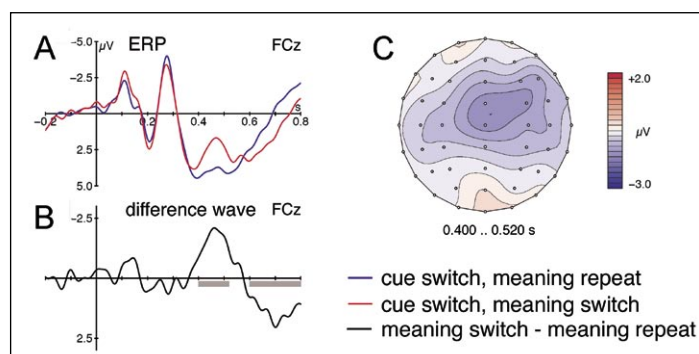 A
ERP
FCz
-5.0
µV
-2.5
2.5
5.0
-0.2
0.2
0.4
0.6
0.8
s
B
difference wave
FCz
-2.5
2.5
C
+2.0
µV
-3.0
0.400 .. 0.520 s
cue switch, meaning repeat
cue switch, meaning switch
meaning switch - meaning repeat